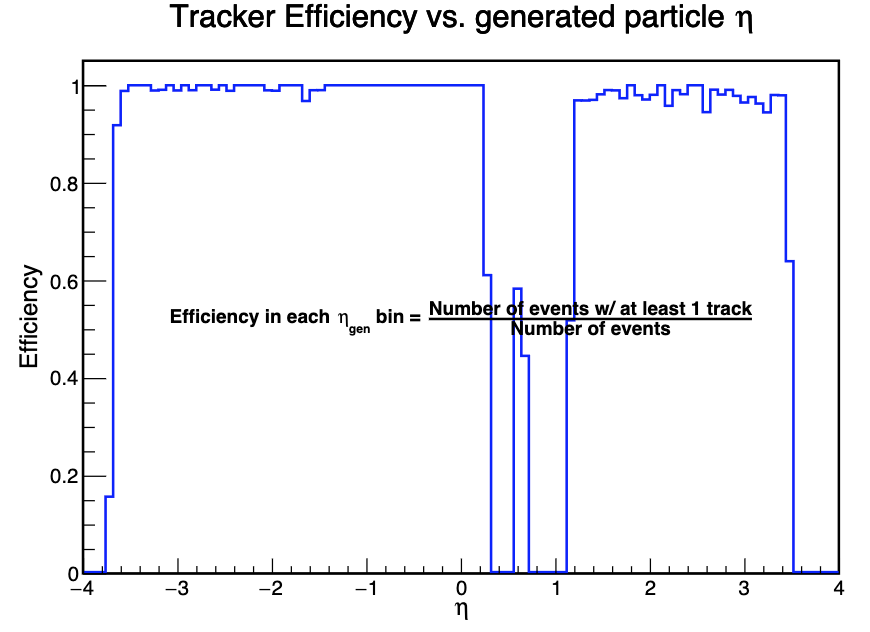 Tracker Efficiency vs. generated particle η
Efficiency
1
0.8
0.6
0.4
0.2
0
Efficiency in each η_gen bin = Number of events w/ at least 1 track
Number of events
−4 −3 −2 −1 0 1 2 3 4
η